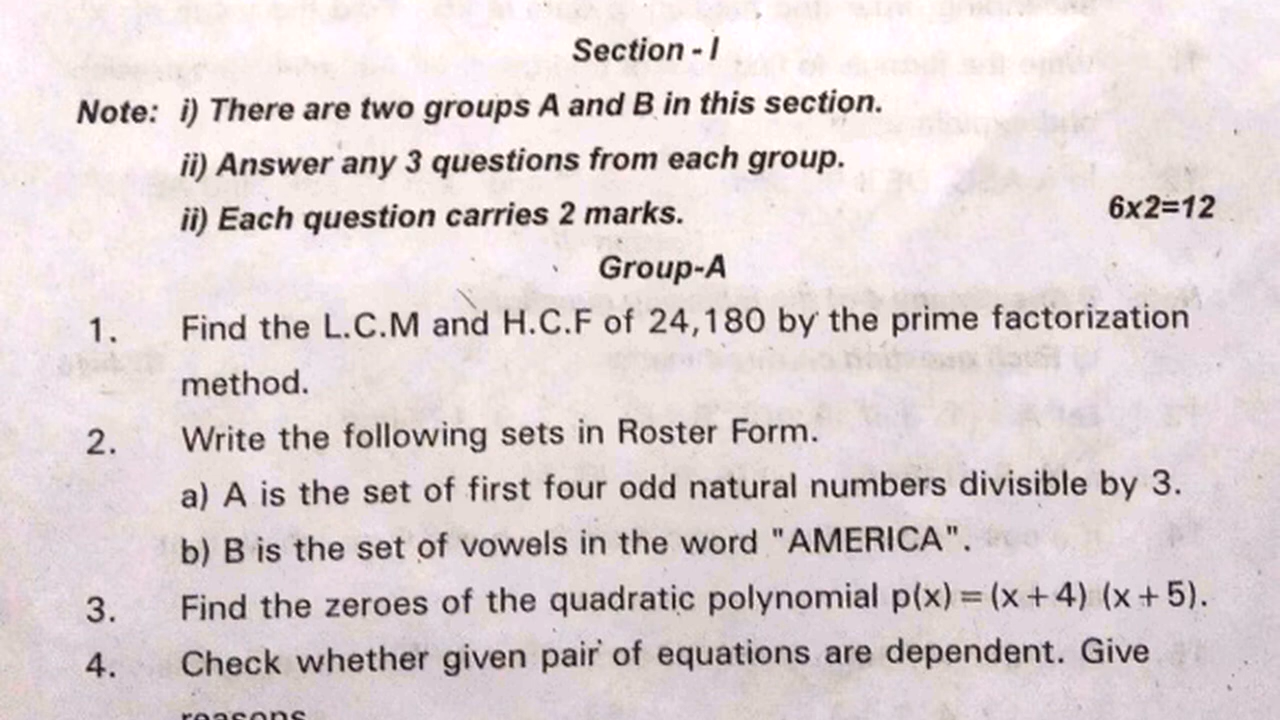 Section - I
Note: i) There are two groups A and B in this section.
ii) Answer any 3 questions from each group.
ii) Each question carries 2 marks. 6x2=12
Group-A
1. Find the L.C.M and H.C.F of 24,180 by the prime factorization
method.
2. Write the following sets in Roster Form.
a) A is the set of first four odd natural numbers divisible by 3.
b) B is the set of vowels in the word "AMERICA".
3. Find the zeroes of the quadratic polynomial p(x) = (x + 4) (x + 5).
4. Check whether given pair of equations are dependent. Give
reasons